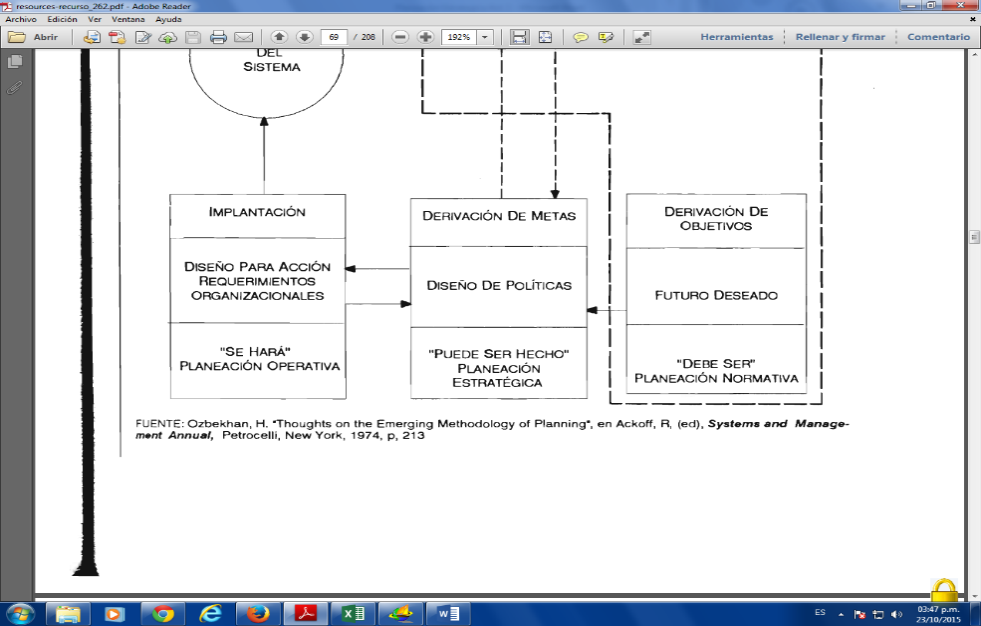 resources-recurso_262.pdf - Adobe Reader
Archivo Edición Ver Ventana Ayuda
Abrir 69 / 208 192% Herramientas Rellenar y firmar Comentario
DEL
SISTEMA
IMPLANTACIÓN
DISEÑO PARA ACCIÓN
REQUERIMIENTOS
ORGANIZACIONALES
"SE HARÁ"
PLANEACIÓN OPERATIVA
DERIVACIÓN DE METAS
DISEÑO DE POLÍTICAS
"PUEDE SER HECHO"
PLANEACIÓN
ESTRATÉGICA
DERIVACIÓN DE
OBJETIVOS
FUTURO DESEADO
"DEBE SER"
PLANEACIÓN NORMATIVA
FUENTE: Ozbekhan, H. "Thoughts on the Emerging Methodology of Planning", en Ackoff, R, (ed), Systems and Manage-
ment Annual, Petrocelli, New York, 1974, p, 213
ES 03:47 p.m.
23/10/2015